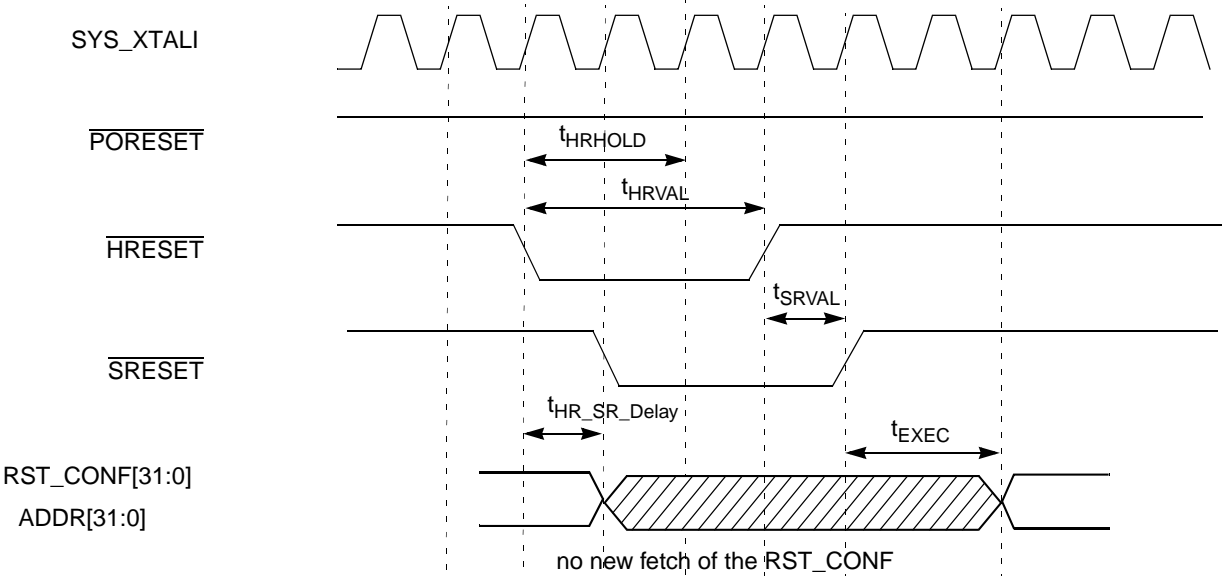 SYS_XTALI
PORESET
tHRHOLD
tHRVAL
HRESET
tSRVAL
SRESET
tHR_SR_Delay
tEXEC
RST_CONF[31:0]
ADDR[31:0]
no new fetch of the RST_CONF